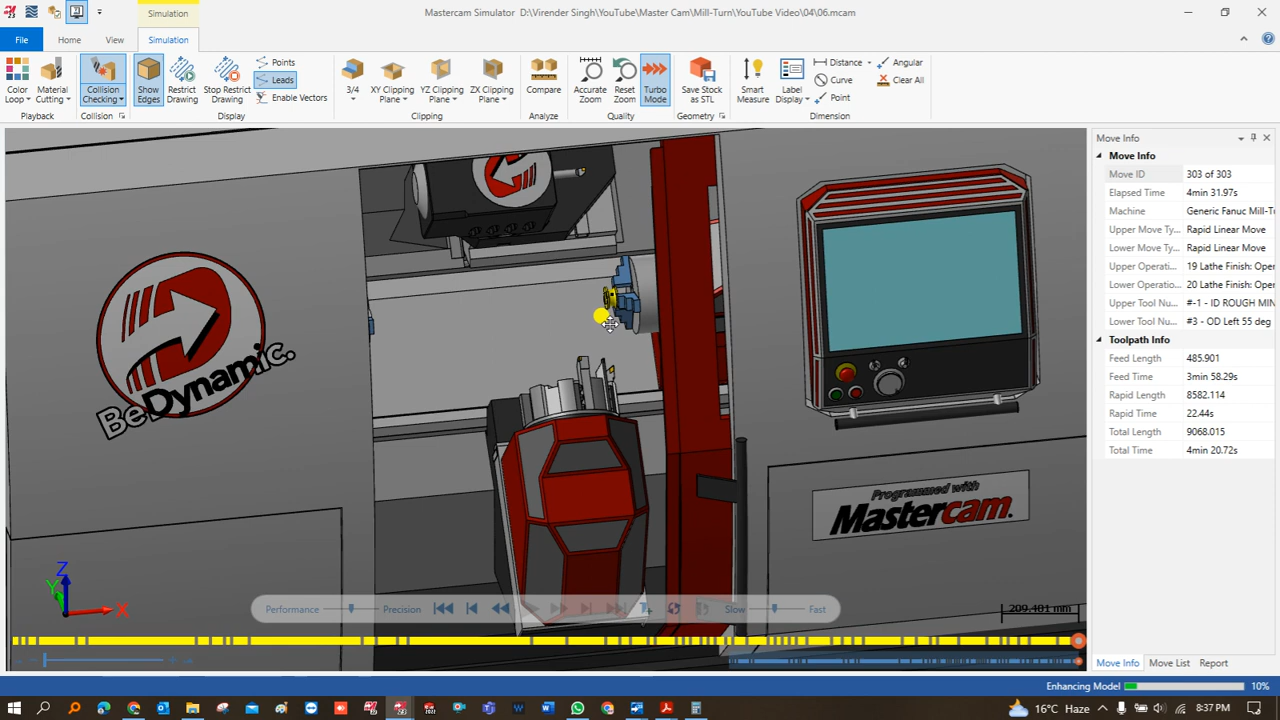 Simulation
Mastercam Simulator D:\Virender Singh\YouTube\Master Cam\Mill-Turn\YouTube Video\04\06.mcam
File Home View Simulation
Color Loop
Material Cutting
Playback
Collision Checking
Collision
Show Edges
Restrict Drawing
Stop Restrict Drawing
Points
Leads
Enable Vectors
Display
3/4
XY Clipping Plane
YZ Clipping Plane
ZX Clipping Plane
Clipping
Compare
Analyze
Accurate Zoom
Reset Zoom
Turbo Mode
Quality
Save Stock as STL
Geometry
Smart Measure
Label Display
Distance
Curve
Point
Angular
Clear All
Dimension
BeDynamic.
Programmed with
Mastercam.
Z
Y
X
Performance Precision
Slow Fast
209.481 mm
Move Info
Move Info
Move ID 303 of 303
Elapsed Time 4min 31.97s
Machine Generic Fanuc Mill-T
Upper Move Ty... Rapid Linear Move
Lower Move Ty... Rapid Linear Move
Upper Operati... 19 Lathe Finish: Oper
Lower Operati... 20 Lathe Finish: Oper
Upper Tool Nu... #-1 - ID ROUGH MIN
Lower Tool Nu... #3 - OD Left 55 deg
Toolpath Info
Feed Length 485.901
Feed Time 3min 58.29s
Rapid Length 8582.114
Rapid Time 22.44s
Total Length 9068.015
Total Time 4min 20.72s
Move Info Move List Report
Enhancing Model 10%
16°C Haze 8:37 PM